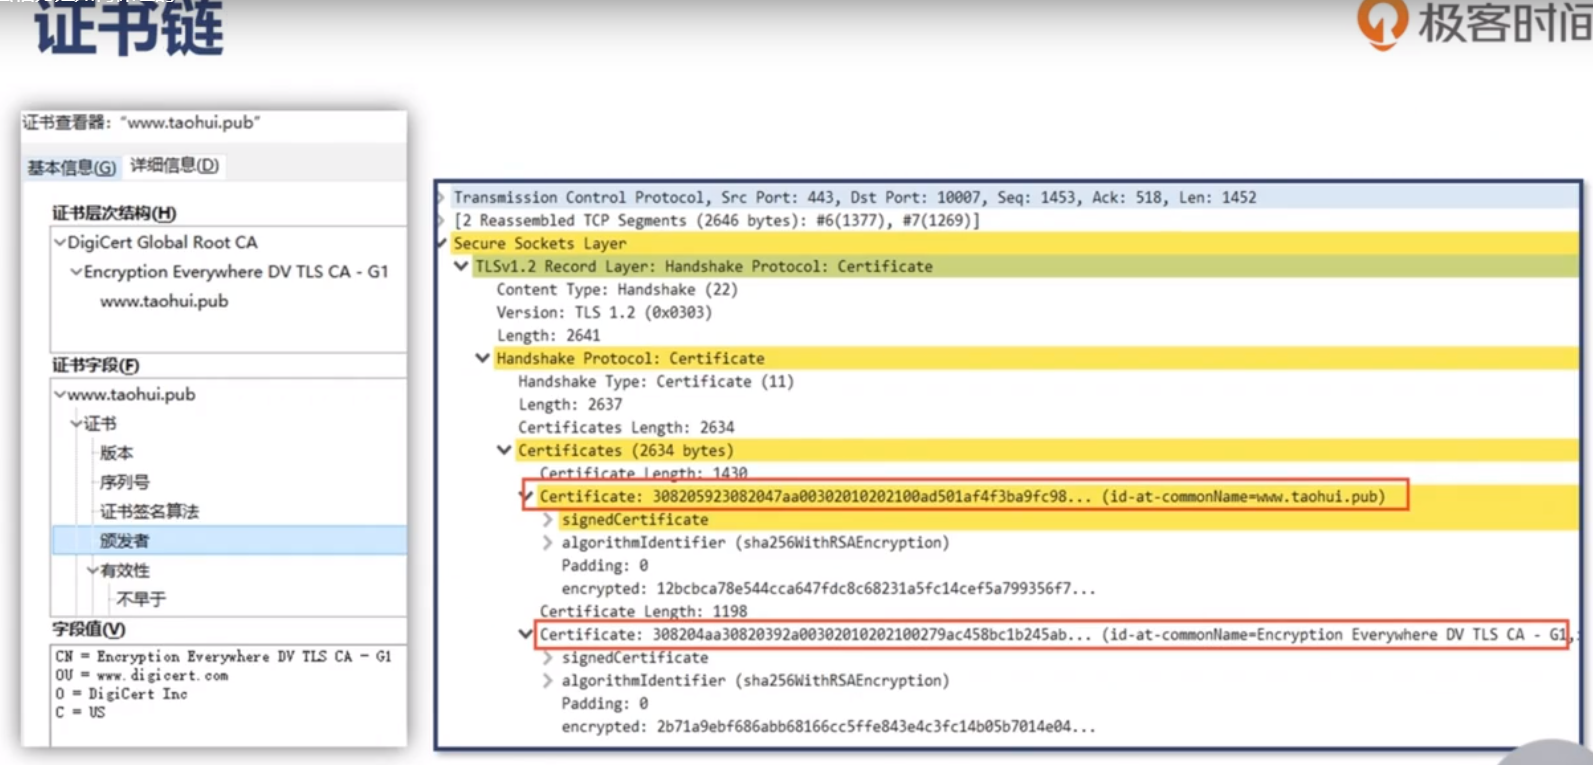 证书链
极客时间
证书查看器："www.taohui.pub"
基本信息(G) 详细信息(D)
证书层次结构(H)
DigiCert Global Root CA
Encryption Everywhere DV TLS CA - G1
www.taohui.pub
证书字段(F)
www.taohui.pub
证书
版本
序列号
证书签名算法
颁发者
有效性
不早于
字段值(V)
CN = Encryption Everywhere DV TLS CA - G1
OU = www.digicert.com
O = DigiCert Inc
C = US
Transmission Control Protocol, Src Port: 443, Dst Port: 10007, Seq: 1453, Ack: 518, Len: 1452
[2 Reassembled TCP Segments (2646 bytes): #6(1377), #7(1269)]
Secure Sockets Layer
TLSv1.2 Record Layer: Handshake Protocol: Certificate
Content Type: Handshake (22)
Version: TLS 1.2 (0x0303)
Length: 2641
Handshake Protocol: Certificate
Handshake Type: Certificate (11)
Length: 2637
Certificates Length: 2634
Certificates (2634 bytes)
Certificate Length: 1430
Certificate: 308205923082047aa00302010202100ad501af4f3ba9fc98... (id-at-commonName=www.taohui.pub)
signedCertificate
algorithmIdentifier (sha256WithRSAEncryption)
Padding: 0
encrypted: 12bcbca78e544cca647fdc8c68231a5fc14cef5a799356f7...
Certificate Length: 1198
Certificate: 308204aa30820392a00302010202100279ac458bc1b245ab... (id-at-commonName=Encryption Everywhere DV TLS CA - G1,
signedCertificate
algorithmIdentifier (sha256WithRSAEncryption)
Padding: 0
encrypted: 2b71a9ebf686abb68166cc5ffe843e4c3fc14b05b7014e04...